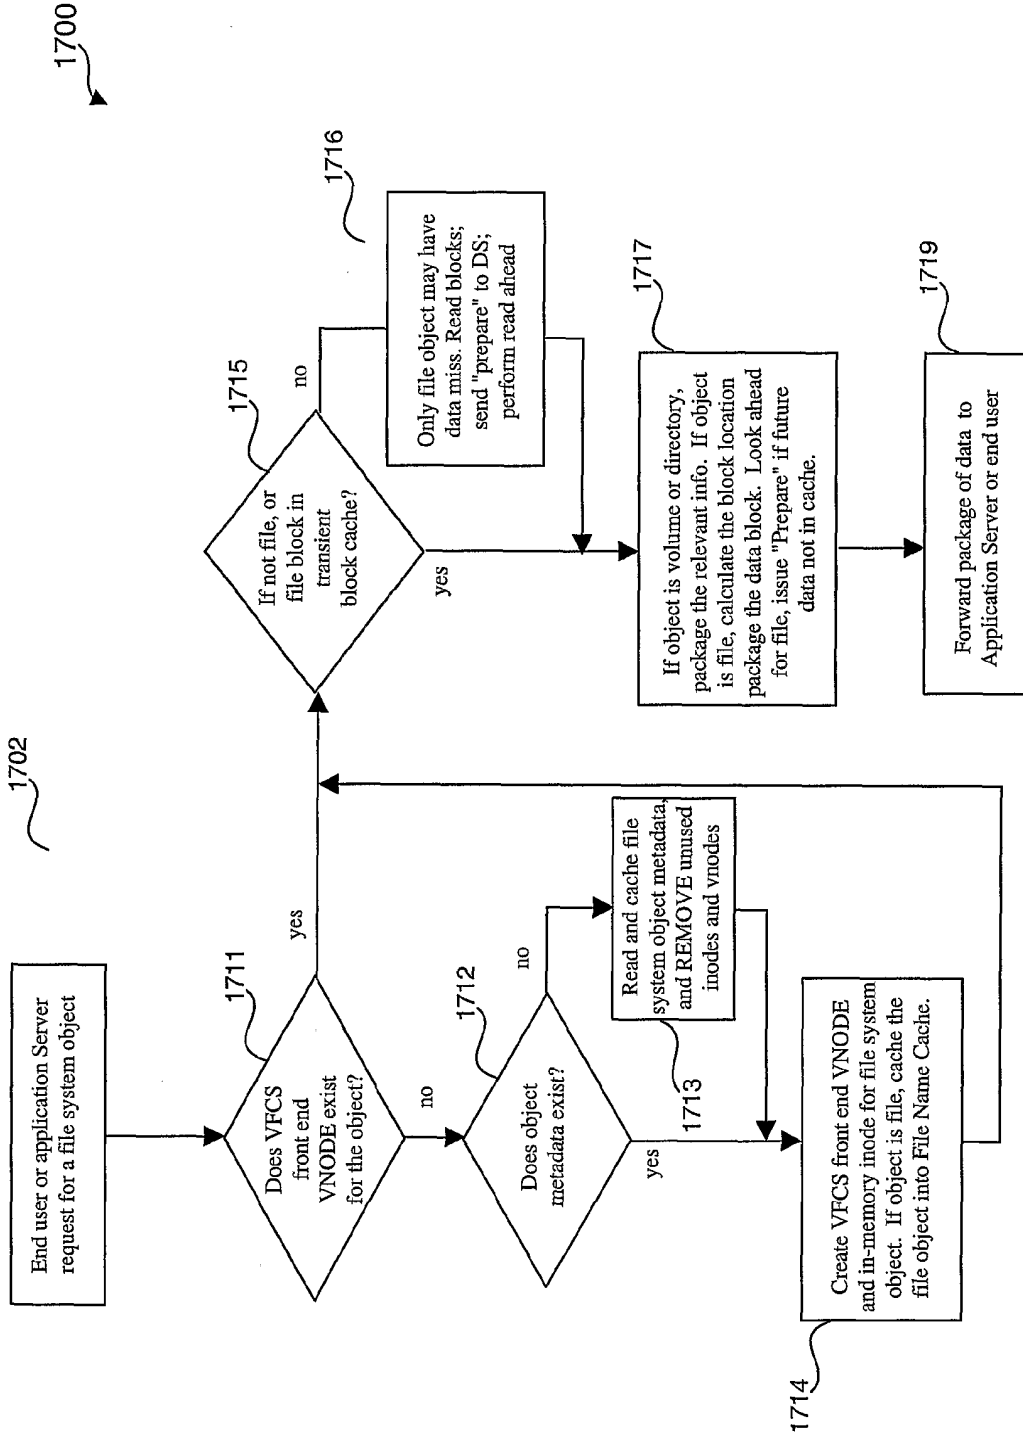 1700
1702
End user or application Server
request for a file system object
1711
Does VFCS
front end
VNODE exist
for the object?
yes
no
1712
Does object
metadata exist?
no
yes
1713
Read and cache file
system object metadata,
and REMOVE unused
inodes and vnodes
1714
Create VFCS front end VNODE
and in-memory inode for file system
object. If object is file, cache the
file object into File Name Cache.
1715
If not file, or
file block in
transient
block cache?
no
yes
1716
Only file object may have
data miss. Read blocks;
send "prepare" to DS;
perform read ahead
1717
If object is volume or directory,
package the relevant info. If object
is file, calculate the block location
package the data block. Look ahead
for file, issue "Prepare" if future
data not in cache.
1719
Forward package of data to
Application Server or end user